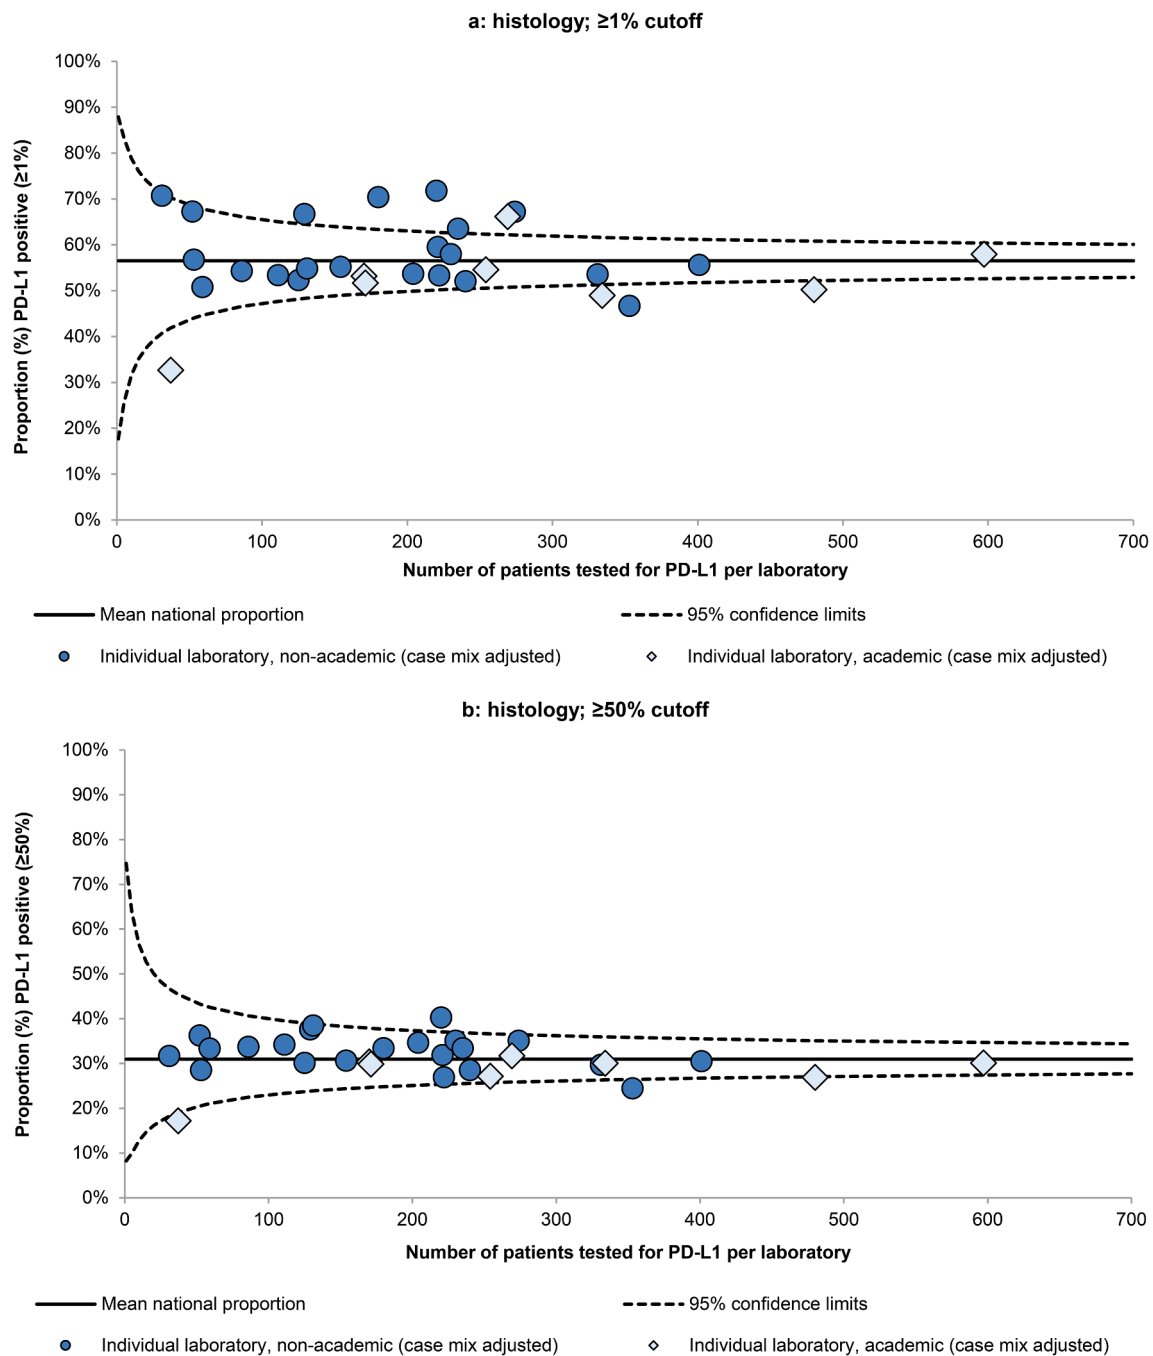 a: histology; ≥1% cutoff
100%
90%
80%
70%
60%
50%
40%
30%
20%
10%
0%
Proportion (%) PD-L1 positive (≥1%)
0 100 200 300 400 500 600 700
Number of patients tested for PD-L1 per laboratory
Mean national proportion 95% confidence limits
Inidividual laboratory, non-academic (case mix adjusted) Individual laboratory, academic (case mix adjusted)
b: histology; ≥50% cutoff
100%
90%
80%
70%
60%
50%
40%
30%
20%
10%
0%
Proportion (%) PD-L1 positive (≥50%)
0 100 200 300 400 500 600 700
Number of patients tested for PD-L1 per laboratory
Mean national proportion 95% confidence limits
Individual laboratory, non-academic (case mix adjusted) Individual laboratory, academic (case mix adjusted)